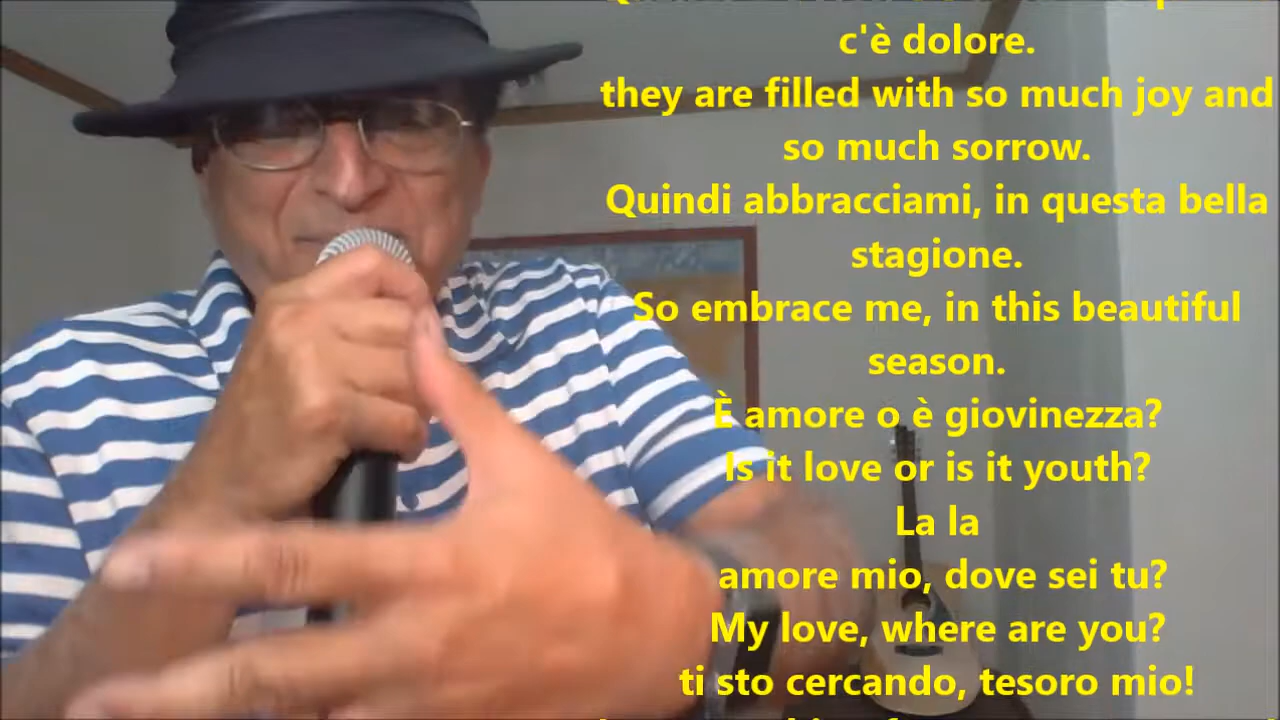 c'è dolore.
they are filled with so much joy and
so much sorrow.
Quindi abbracciami, in questa bella
stagione.
So embrace me, in this beautiful
season.
È amore o è giovinezza?
Is it love or is it youth?
La la
amore mio, dove sei tu?
My love, where are you?
ti sto cercando, tesoro mio!